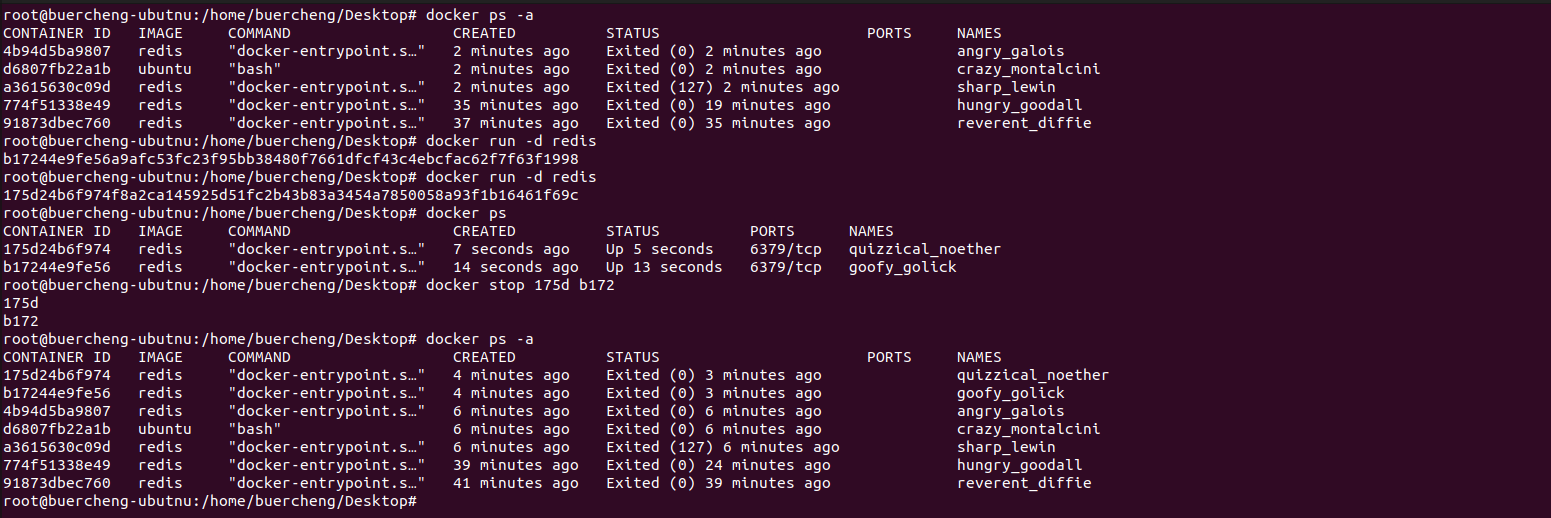 root@buercheng-ubutnu:/home/buercheng/Desktop# docker ps -a
CONTAINER ID   IMAGE     COMMAND                  CREATED          STATUS                       PORTS     NAMES
4b94d5ba9807   redis     "docker-entrypoint.s…"   2 minutes ago    Exited (0) 2 minutes ago               angry_galois
d6807fb22a1b   ubuntu    "bash"                   2 minutes ago    Exited (0) 2 minutes ago               crazy_montalcini
a3615630c09d   redis     "docker-entrypoint.s…"   2 minutes ago    Exited (127) 2 minutes ago             sharp_lewin
774f51338e49   redis     "docker-entrypoint.s…"   35 minutes ago   Exited (0) 19 minutes ago              hungry_goodall
91873dbec760   redis     "docker-entrypoint.s…"   37 minutes ago   Exited (0) 35 minutes ago              reverent_diffie
root@buercheng-ubutnu:/home/buercheng/Desktop# docker run -d redis
b17244e9fe56a9afc53fc23f95bb38480f7661dfcf43c4ebcfac62f7f63f1998
root@buercheng-ubutnu:/home/buercheng/Desktop# docker run -d redis
175d24b6f974f8a2ca145925d51fc2b43b83a3454a7850058a93f1b16461f69c
root@buercheng-ubutnu:/home/buercheng/Desktop# docker ps
CONTAINER ID   IMAGE     COMMAND                  CREATED          STATUS          PORTS      NAMES
175d24b6f974   redis     "docker-entrypoint.s…"   7 seconds ago    Up 5 seconds    6379/tcp   quizzical_noether
b17244e9fe56   redis     "docker-entrypoint.s…"   14 seconds ago   Up 13 seconds   6379/tcp   goofy_golick
root@buercheng-ubutnu:/home/buercheng/Desktop# docker stop 175d b172
175d
b172
root@buercheng-ubutnu:/home/buercheng/Desktop# docker ps -a
CONTAINER ID   IMAGE     COMMAND                  CREATED          STATUS                       PORTS     NAMES
175d24b6f974   redis     "docker-entrypoint.s…"   4 minutes ago    Exited (0) 3 minutes ago               quizzical_noether
b17244e9fe56   redis     "docker-entrypoint.s…"   4 minutes ago    Exited (0) 3 minutes ago               goofy_golick
4b94d5ba9807   redis     "docker-entrypoint.s…"   6 minutes ago    Exited (0) 6 minutes ago               angry_galois
d6807fb22a1b   ubuntu    "bash"                   6 minutes ago    Exited (0) 6 minutes ago               crazy_montalcini
a3615630c09d   redis     "docker-entrypoint.s…"   6 minutes ago    Exited (127) 6 minutes ago             sharp_lewin
774f51338e49   redis     "docker-entrypoint.s…"   39 minutes ago   Exited (0) 24 minutes ago              hungry_goodall
91873dbec760   redis     "docker-entrypoint.s…"   41 minutes ago   Exited (0) 39 minutes ago              reverent_diffie
root@buercheng-ubutnu:/home/buercheng/Desktop#